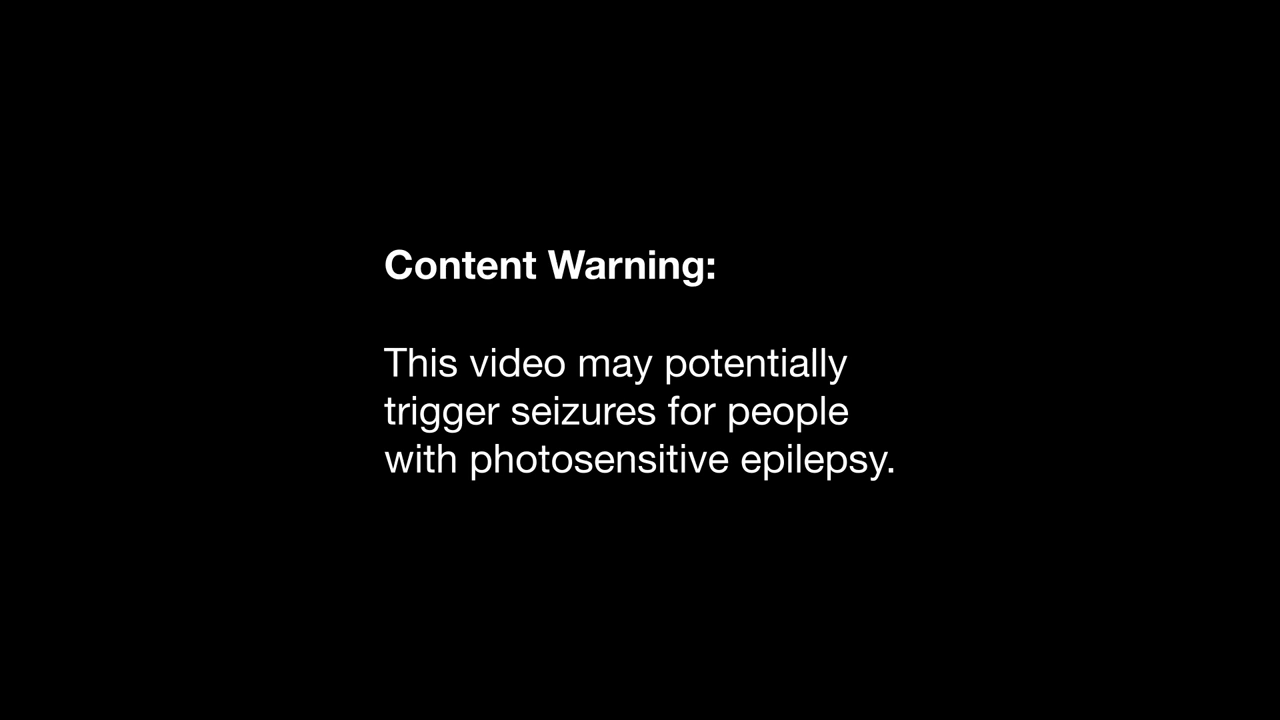 Content Warning:
This video may potentially
trigger seizures for people
with photosensitive epilepsy.